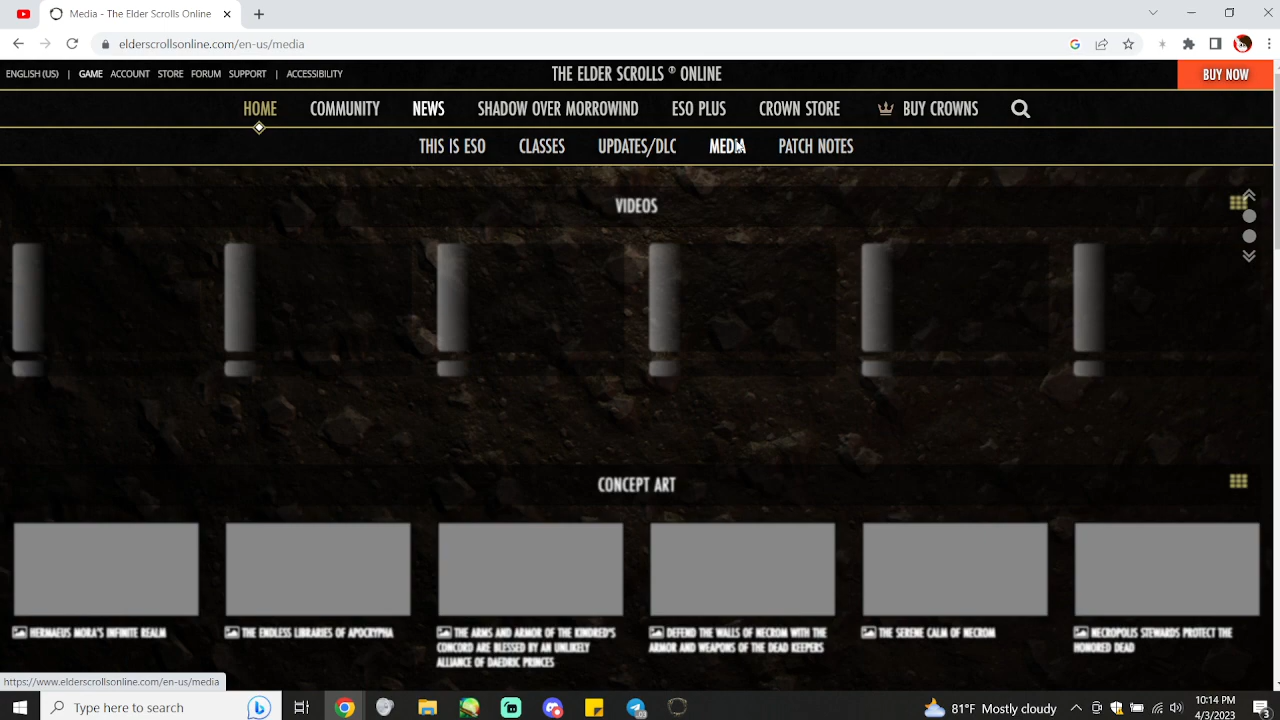 Media - The Elder Scrolls Online
elderscrollsonline.com/en-us/media
ENGLISH (US) | GAME ACCOUNT STORE FORUM SUPPORT | ACCESSIBILITY
THE ELDER SCROLLS ® ONLINE
BUY NOW
HOME COMMUNITY NEWS SHADOW OVER MORROWIND ESO PLUS CROWN STORE BUY CROWNS
THIS IS ESO CLASSES UPDATES/DLC MEDIA PATCH NOTES
VIDEOS
CONCEPT ART
HERMAEUS MORA'S INFINITE REALM
THE ENDLESS LIBRARIES OF APOCRYPHA
THE ARMS AND ARMOR OF THE KINDRED'S
CONCORD ARE BLESSED BY AN UNLIKELY
ALLIANCE OF DAEDRIC PRINCES
DEFEND THE WALLS OF NECROM WITH THE
ARMOR AND WEAPONS OF THE DEAD KEEPERS
THE SERENE CALM OF NECROM
NECROPOLIS STEWARDS PROTECT THE
HONORED DEAD
https://www.elderscrollsonline.com/en-us/media
Type here to search
03
81°F Mostly cloudy
10:14 PM
4/3/2023
3